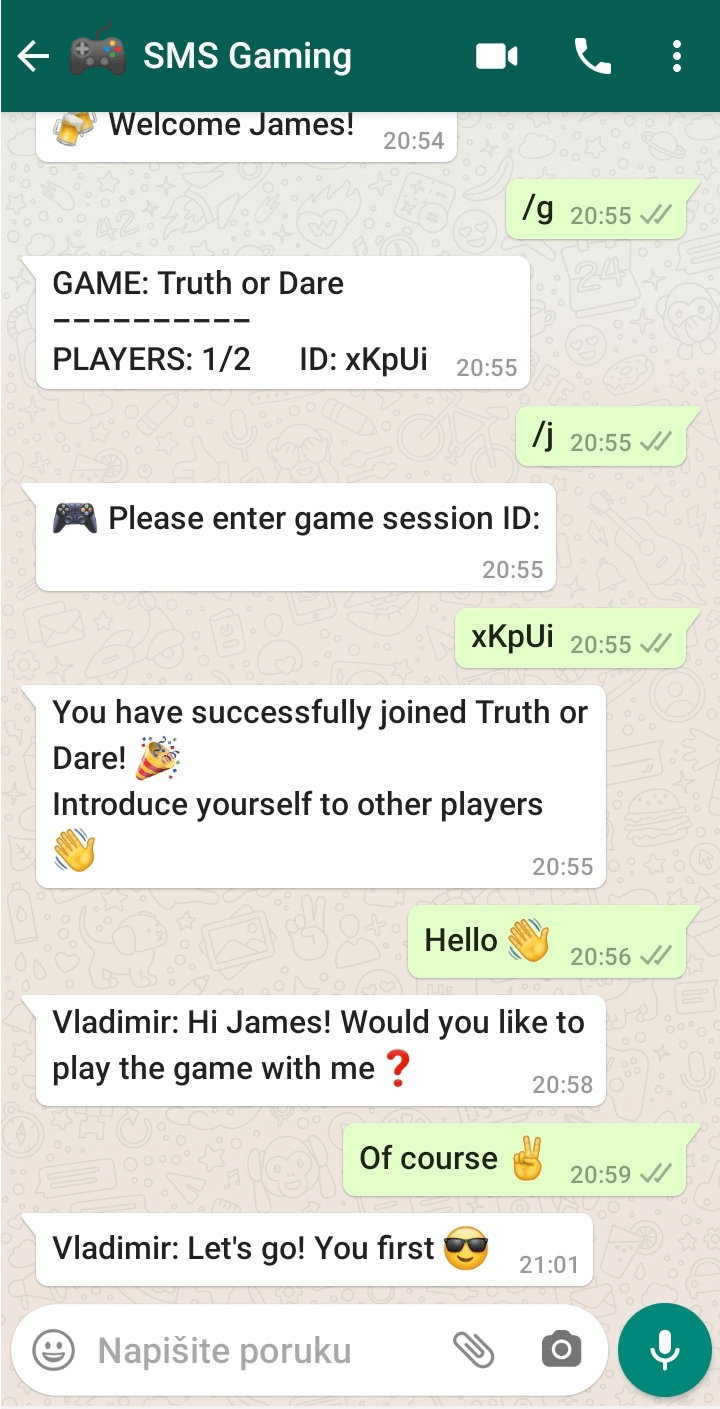 SMS Gaming
🍻 Welcome James!
20:54
/g 20:55
GAME: Truth or Dare
––––––––––
PLAYERS: 1/2 ID: xKpUi 20:55
/j 20:55
🎮 Please enter game session ID:
20:55
xKpUi 20:55
You have successfully joined Truth or
Dare! 🎉
Introduce yourself to other players
👋
20:55
Hello 👋 20:56
Vladimir: Hi James! Would you like to
play the game with me❓
20:58
Of course ✌ 20:59
Vladimir: Let's go! You first 😎 21:01
Napišite poruku